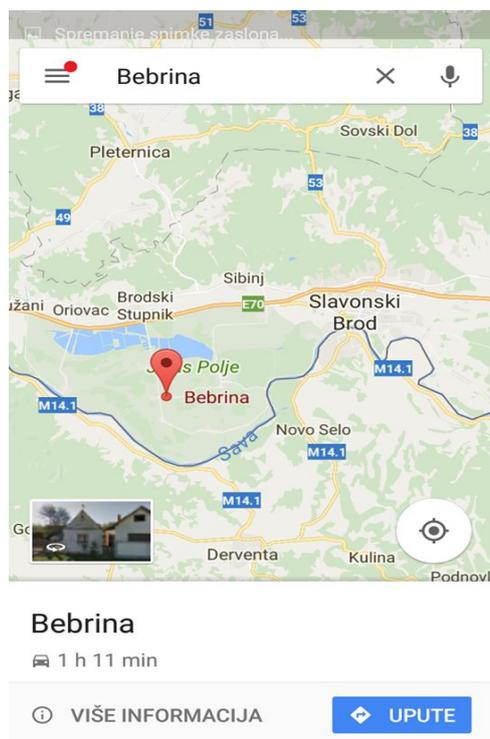 51
53
Spremanje snimke zaslona...
Bebrina
38
Sovski Dol
38
Pleternica
53
49
Sibinj
užani
Oriovac
Brodski
Stupnik
E70
Slavonski
Brod
Polje
M14.1
Bebrina
M14.1
Sava
Novo Selo
M14.1
M14.1
Derventa
Kulina
Podnovl
Bebrina
1 h 11 min
VIŠE INFORMACIJA
UPUTE